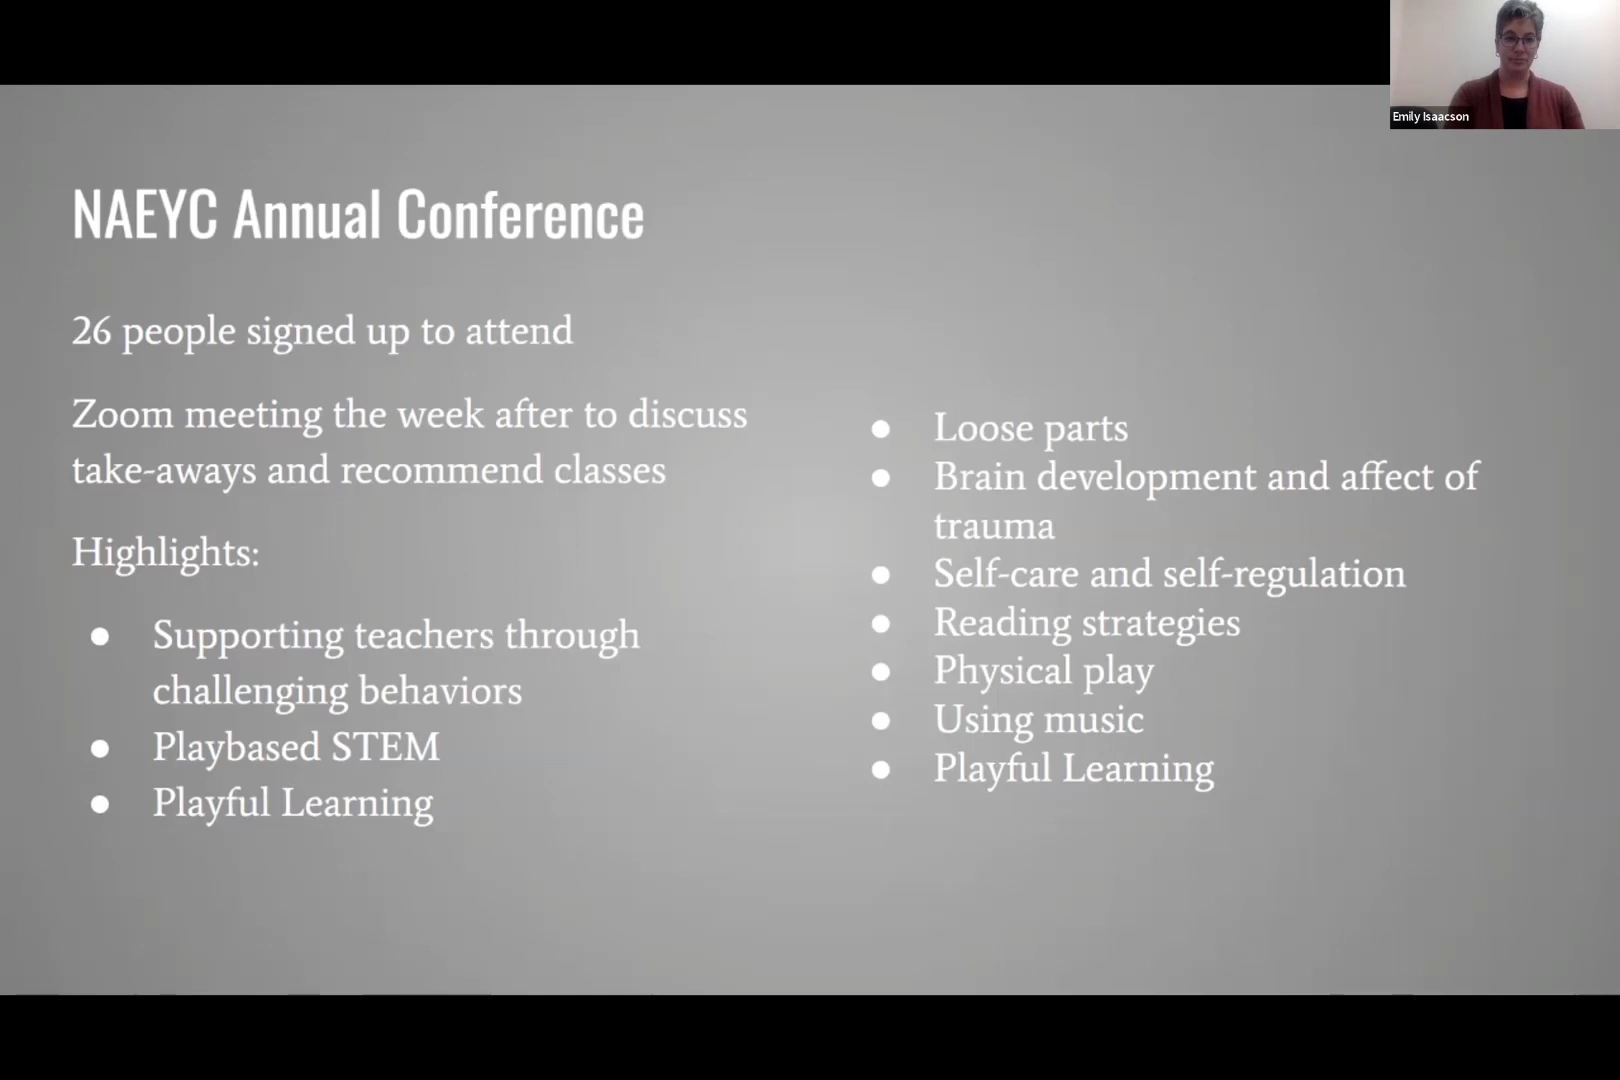 Emily Isaacson
NAEYC Annual Conference
26 people signed up to attend
Zoom meeting the week after to discuss
take-aways and recommend classes
Highlights:
● Supporting teachers through
challenging behaviors
● Playbased STEM
● Playful Learning
● Loose parts
● Brain development and affect of
trauma
● Self-care and self-regulation
● Reading strategies
● Physical play
● Using music
● Playful Learning